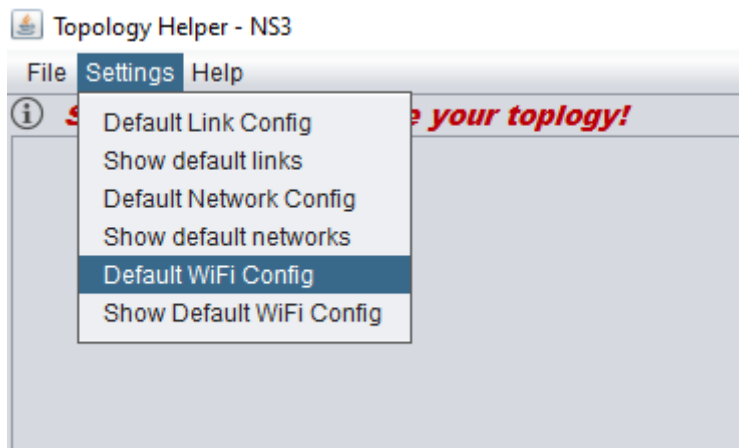 Topology Helper - NS3
File Settings Help
your toplogy!
Default Link Config
Show default links
Default Network Config
Show default networks
Default WiFi Config
Show Default WiFi Config